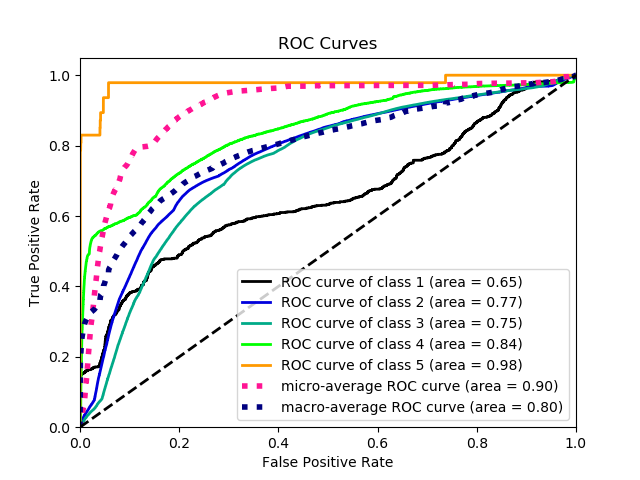 ROC Curves
True Positive Rate
1.0
0.8
0.6
0.4
0.2
0.0
ROC curve of class 1 (area = 0.65)
ROC curve of class 2 (area = 0.77)
ROC curve of class 3 (area = 0.75)
ROC curve of class 4 (area = 0.84)
ROC curve of class 5 (area = 0.98)
micro-average ROC curve (area = 0.90)
macro-average ROC curve (area = 0.80)
0.0 0.2 0.4 0.6 0.8 1.0
False Positive Rate